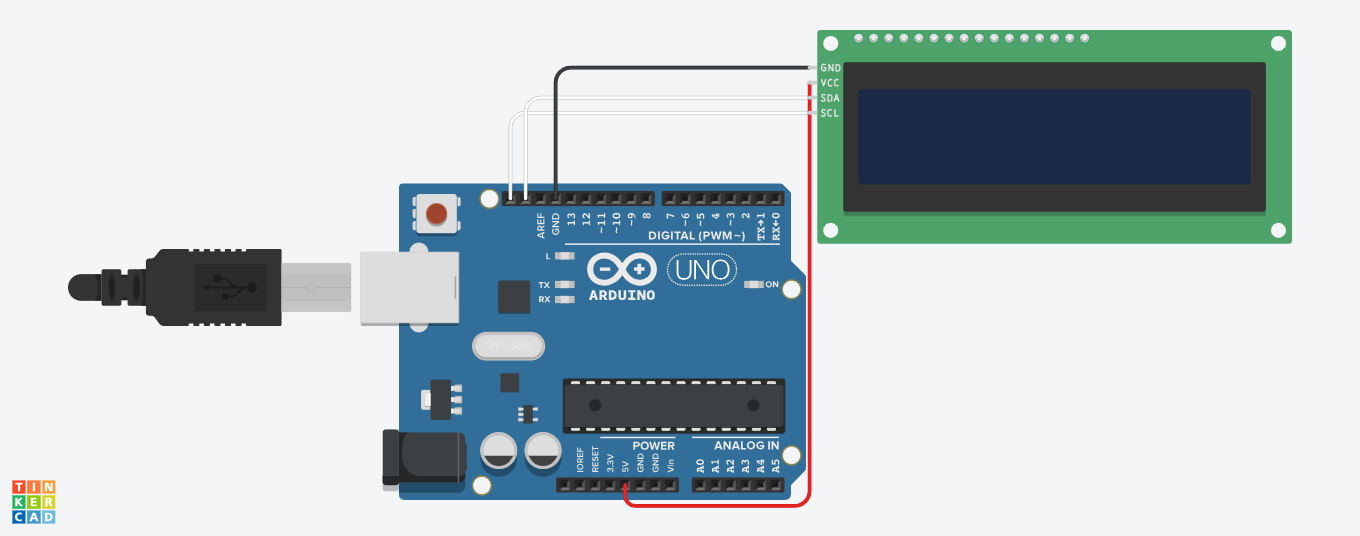 GND
VCC
SDA
SCL
AREF
GND
13
12
~11
~10
~9
8
7
~6
~5
4
~3
2
TX→1
RX←0
DIGITAL (PWM~)
L
TX
RX
ARDUINO
UNO
ON
POWER
ANALOG IN
IOREF
RESET
3.3V
5V
GND
GND
Vin
A0
A1
A2
A3
A4
A5
TIN
KER
CAD